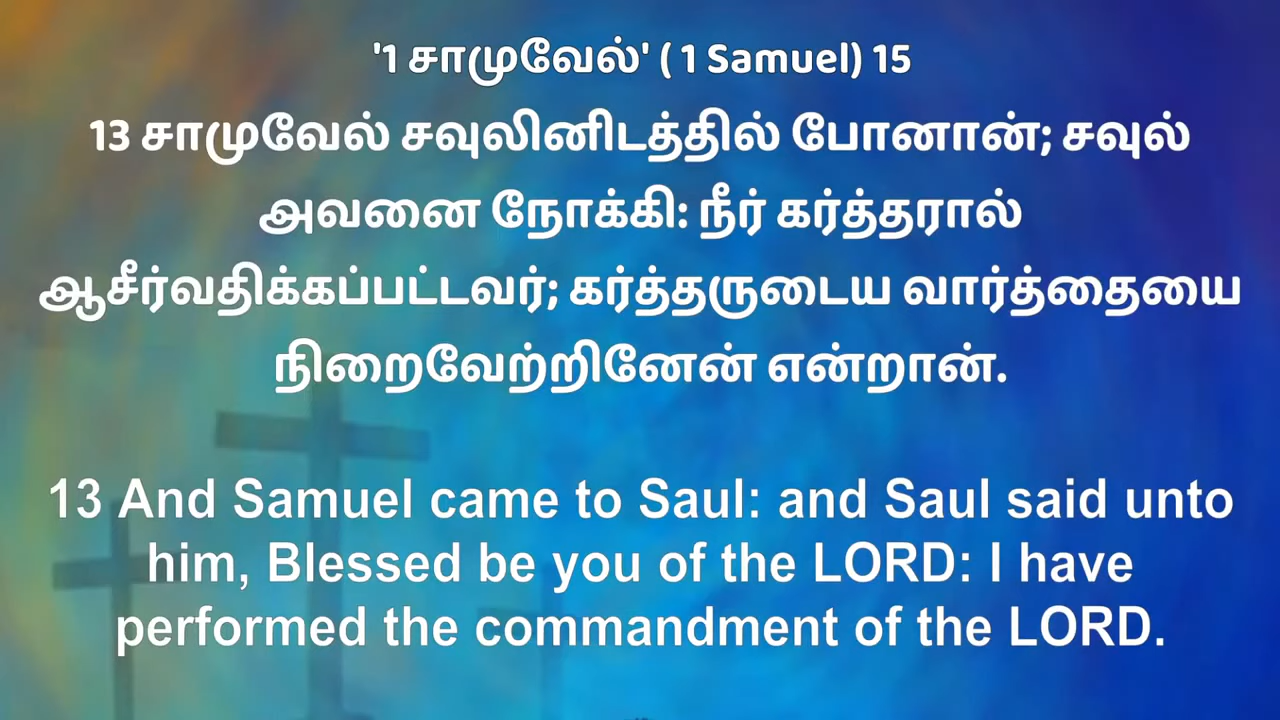 '1 சாமுவேல்' ( 1 Samuel) 15
13 சாமுவேல் சவுலினிடத்தில் போனான்; சவுல்
அவனை நோக்கி: நீர் கர்த்தரால்
ஆசீர்வதிக்கப்பட்டவர்; கர்த்தருடைய வார்த்தையை
நிறைவேற்றினேன் என்றான்.
13 And Samuel came to Saul: and Saul said unto
him, Blessed be you of the LORD: I have
performed the commandment of the LORD.